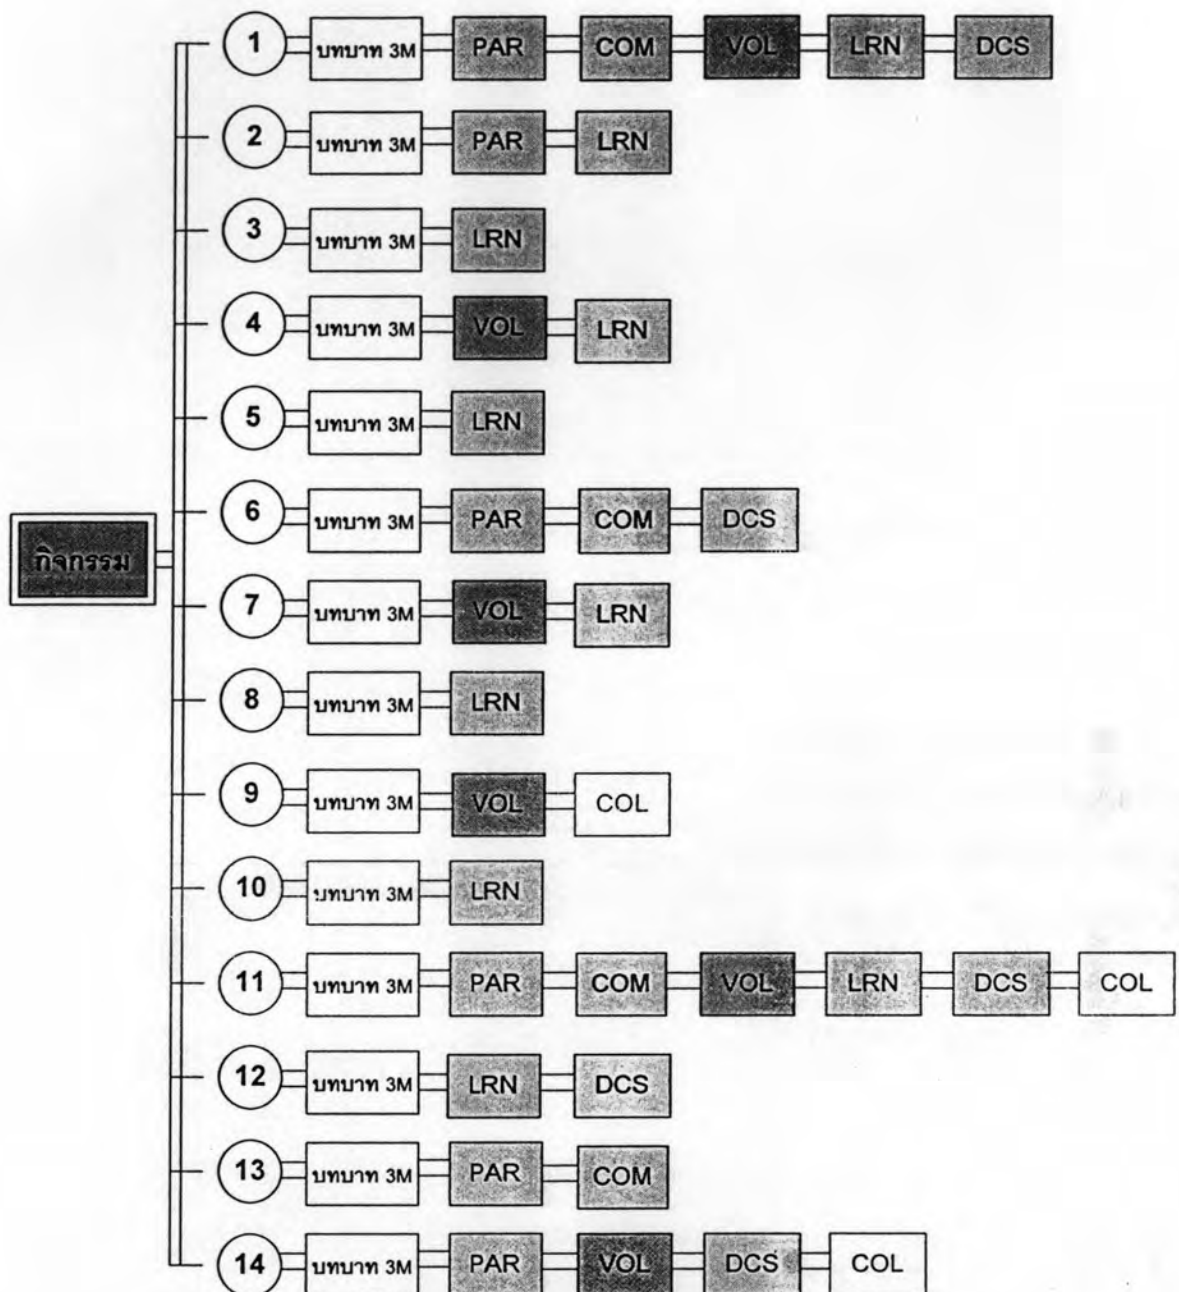 1 บทบาท 3M PAR COM VOL LRN DCS
2 บทบาท 3M PAR LRN
3 บทบาท 3M LRN
4 บทบาท 3M VOL LRN
5 บทบาท 3M LRN
6 บทบาท 3M PAR COM DCS
กิจกรรม
7 บทบาท 3M VOL LRN
8 บทบาท 3M LRN
9 บทบาท 3M VOL COL
10 บทบาท 3M LRN
11 บทบาท 3M PAR COM VOL LRN DCS COL
12 บทบาท 3M LRN DCS
13 บทบาท 3M PAR COM
14 บทบาท 3M PAR VOL DCS COL